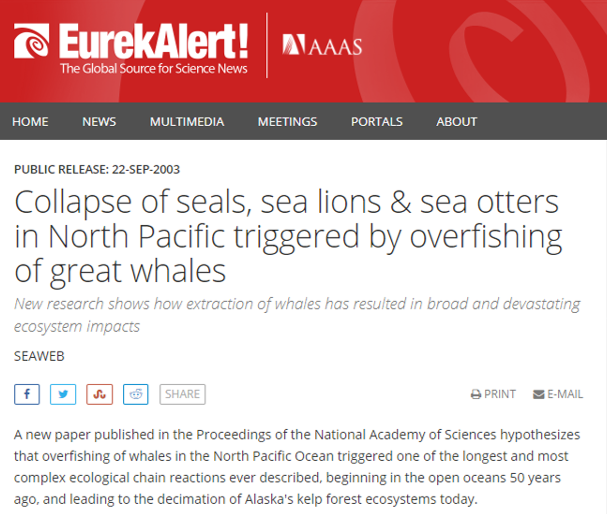 EurekAlert! AAAS
The Global Source for Science News
HOME NEWS MULTIMEDIA MEETINGS PORTALS ABOUT
PUBLIC RELEASE: 22-SEP-2003
Collapse of seals, sea lions & sea otters
in North Pacific triggered by overfishing
of great whales
New research shows how extraction of whales has resulted in broad and devastating
ecosystem impacts
SEAWEB
SHARE PRINT E-MAIL
A new paper published in the Proceedings of the National Academy of Sciences hypothesizes
that overfishing of whales in the North Pacific Ocean triggered one of the longest and most
complex ecological chain reactions ever described, beginning in the open oceans 50 years
ago, and leading to the decimation of Alaska's kelp forest ecosystems today.